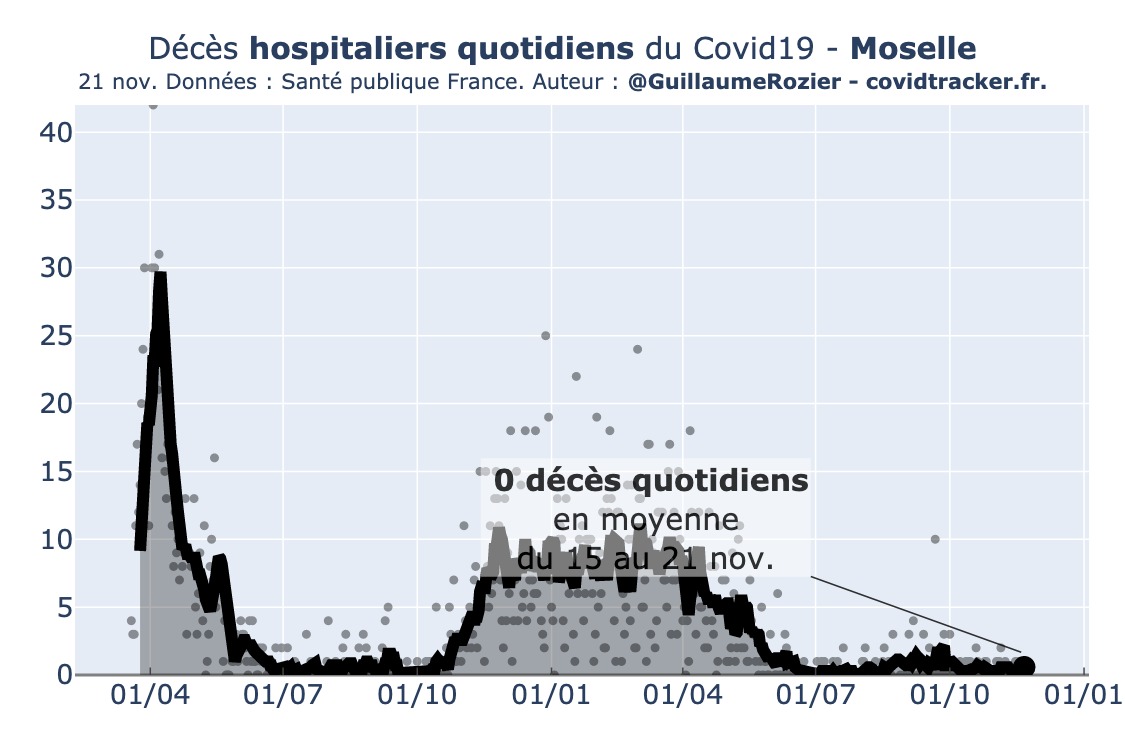 Décès hospitaliers quotidiens du Covid19 - Moselle
21 nov. Données : Santé publique France. Auteur : @GuillaumeRozier - covidtracker.fr.
40
35
30
25
20
15
10
5
0
0 décès quotidiens
en moyenne
du 15 au 21 nov.
01/04 01/07 01/10 01/01 01/04 01/07 01/10 01/01